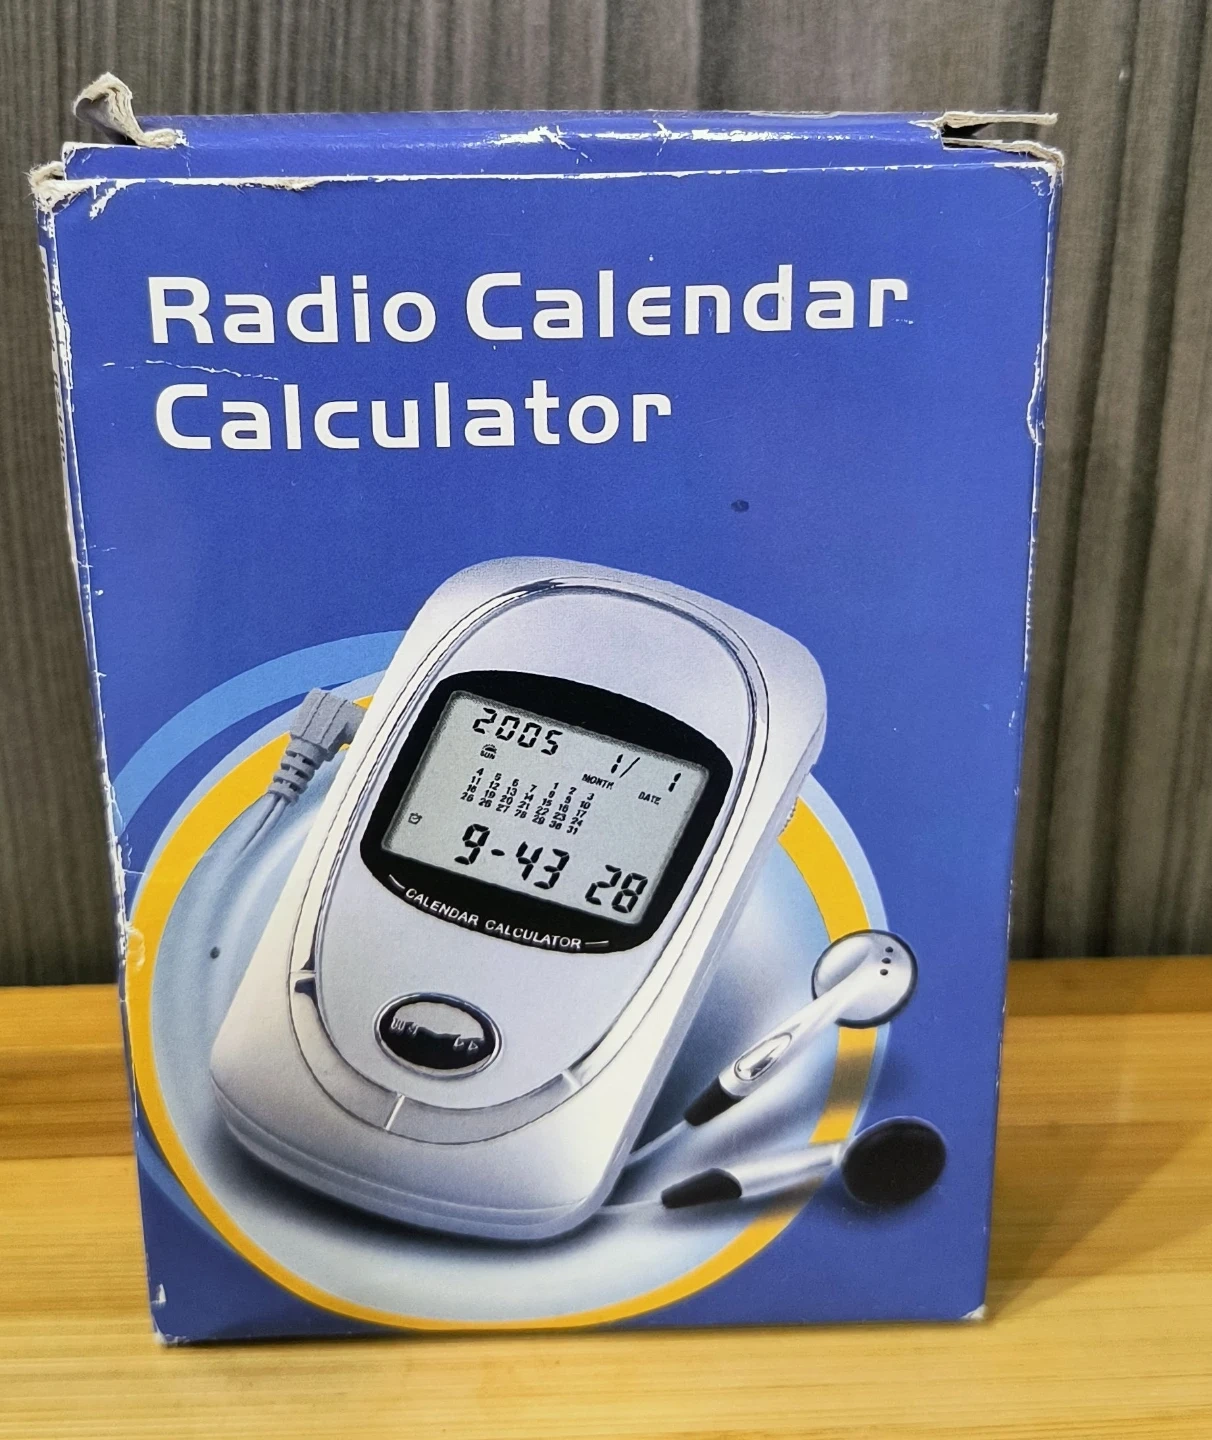 Radio Calendar
Calculator
2005 1/ 1
SUN MONTH DATE
9-43 28
CALENDAR CALCULATOR